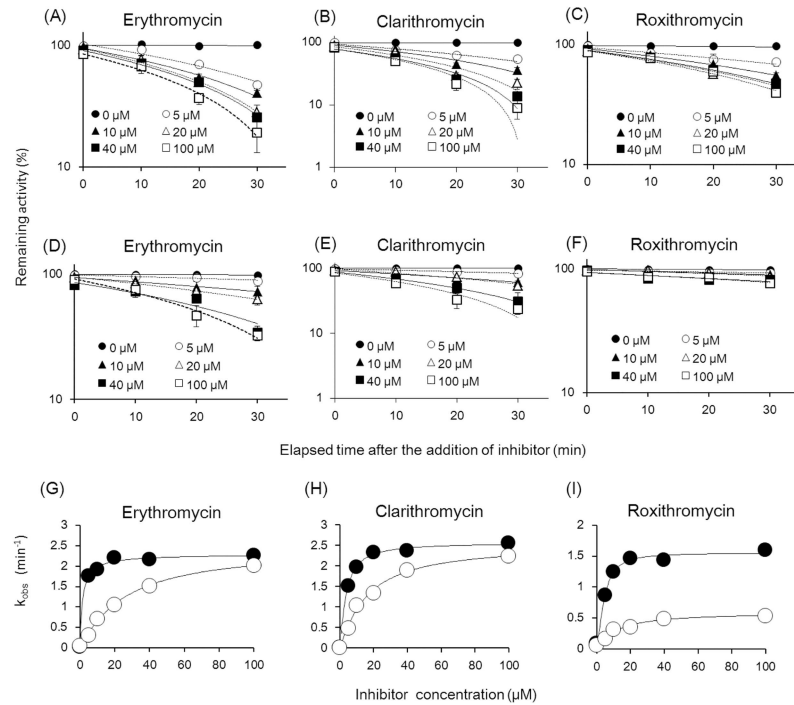 (A) Erythromycin (B) Clarithromycin (C) Roxithromycin
100 100 100
10
0 μM 5 μM 0 μM 5 μM 0 μM 5 μM
10 μM 20 μM 10 μM 20 μM 10 μM 20 μM
40 μM 100 μM 40 μM 100 μM 40 μM 100 μM
10 1 10
0 10 20 30 0 10 20 30 0 10 20 30
Remaining activity (%)
(D) Erythromycin (E) Clarithromycin (F) Roxithromycin
100 100 100
10
0 μM 5 μM 0 μM 5 μM 0 μM 5 μM
10 μM 20 μM 10 μM 20 μM 10 μM 20 μM
40 μM 100 μM 40 μM 100 μM 40 μM 100 μM
10 1 10
0 10 20 30 0 10 20 30 0 10 20 30
Elapsed time after the addition of inhibitor (min)
(G) Erythromycin (H) Clarithromycin (I) Roxithromycin
3 3 2
2.5 2.5
2 2 1.5
1.5 1.5 1
1 1
0.5 0.5 0.5
0 0 0
0 20 40 60 80 100 0 20 40 60 80 100 0 20 40 60 80 100
kobs (min-1)
Inhibitor concentration (μM)